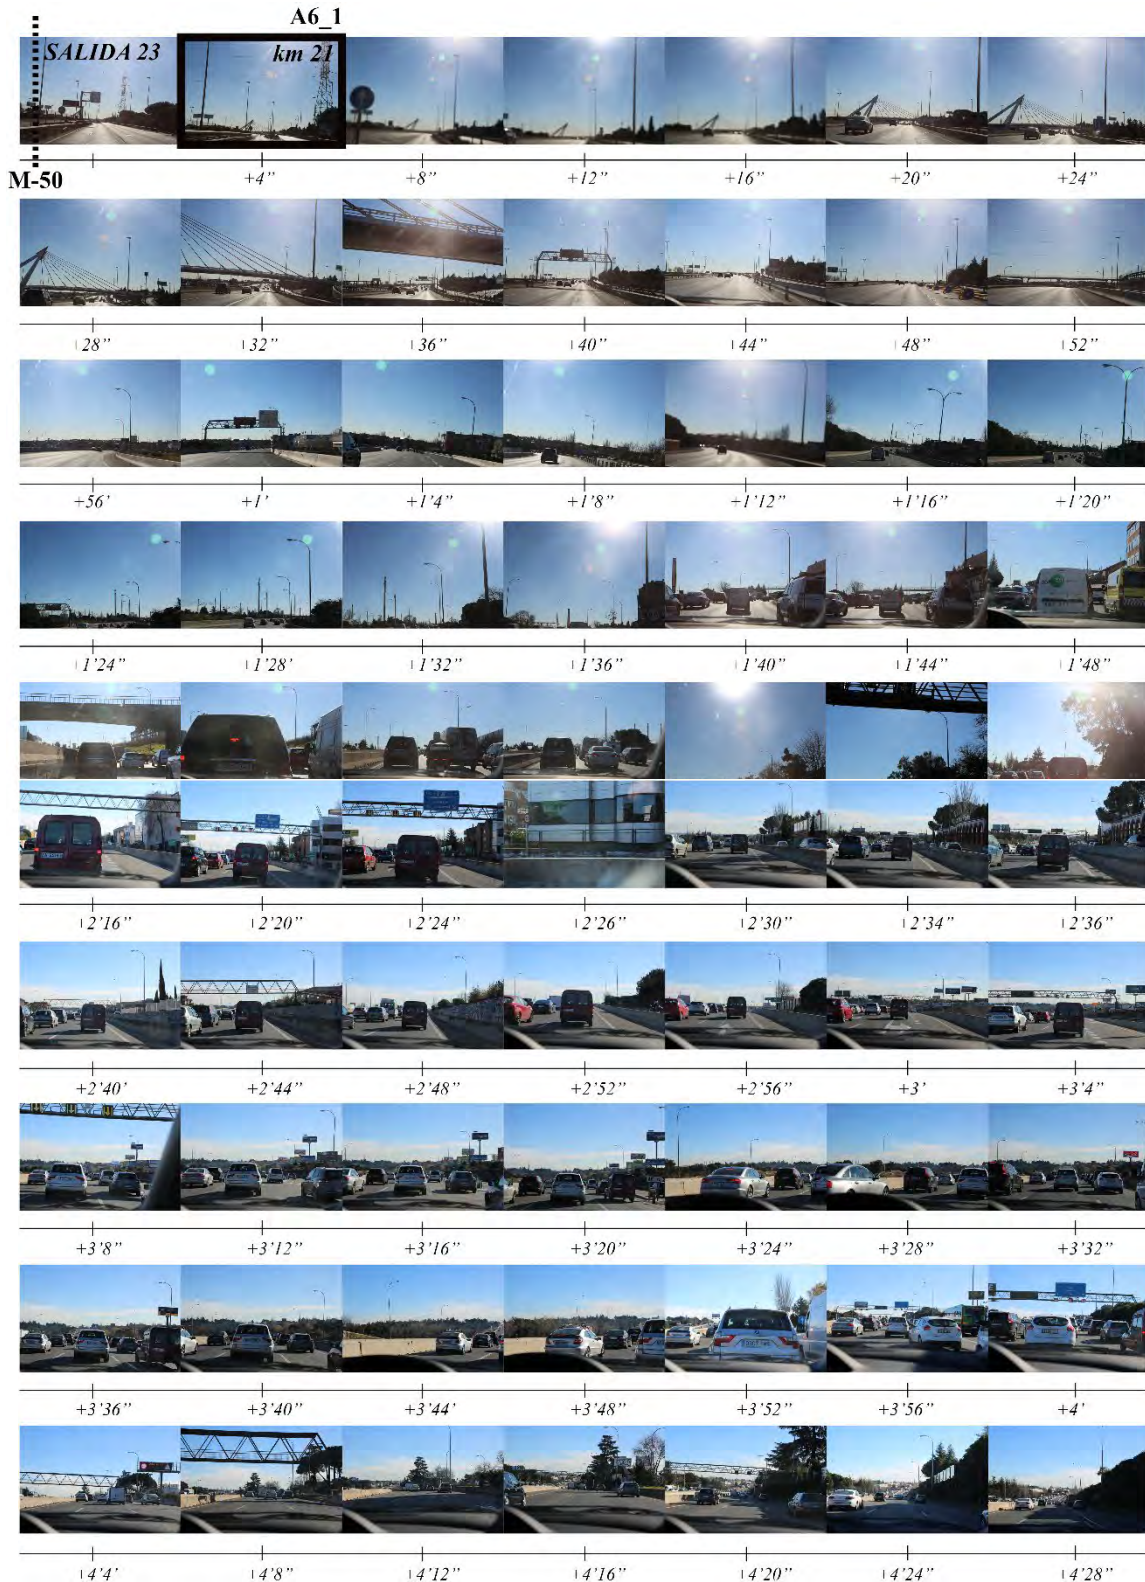 A6_1
SALIDA 23 km 21
M-50 +4” +8” +12” +16” +20” +24”
28” 32” 36” 40” 44” 48” 52”
+56’ +1’ +1’4” +1’8” +1’12” +1’16” +1’20”
1’24” 1’28’ 1’32” 1’36” 1’40” 1’44” 1’48”
2’16” 2’20” 2’24” 2’26” 2’30” 2’34” 2’36”
+2’40’ +2’44” +2’48” +2’52” +2’56” +3’ +3’4”
+3’8” +3’12” +3’16” +3’20” +3’24” +3’28” +3’32”
+3’36” +3’40” +3’44’ +3’48” +3’52” +3’56” +4’
4’4’ 4’8” 4’12” 4’16” 4’20” 4’24” 4’28”